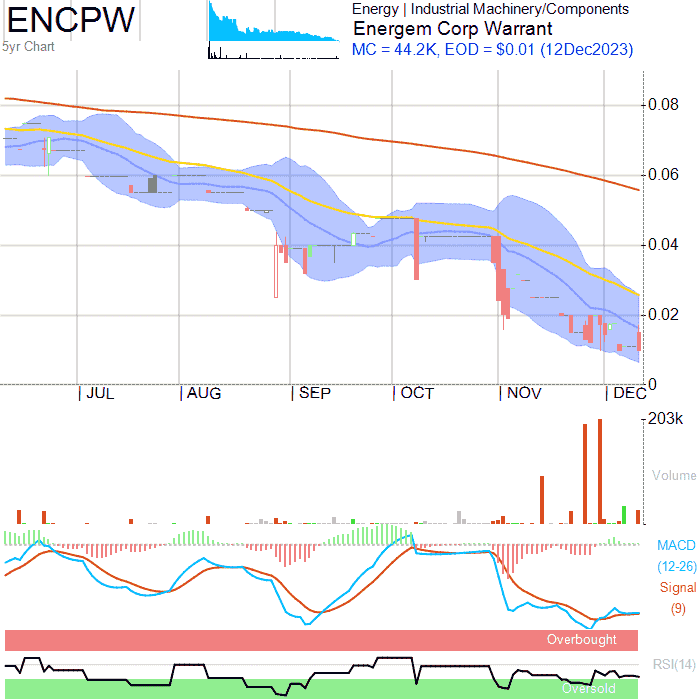 ENCPW
5yr Chart
Energy | Industrial Machinery/Components
Energem Corp Warrant
MC = 44.2K, EOD = $0.01 (12Dec2023)
0.08
0.06
0.04
0.02
0
JUL
AUG
SEP
OCT
NOV
DEC
203k
Volume
MACD
(12-26)
Signal
(9)
Overbought
RSI(14)
Oversold